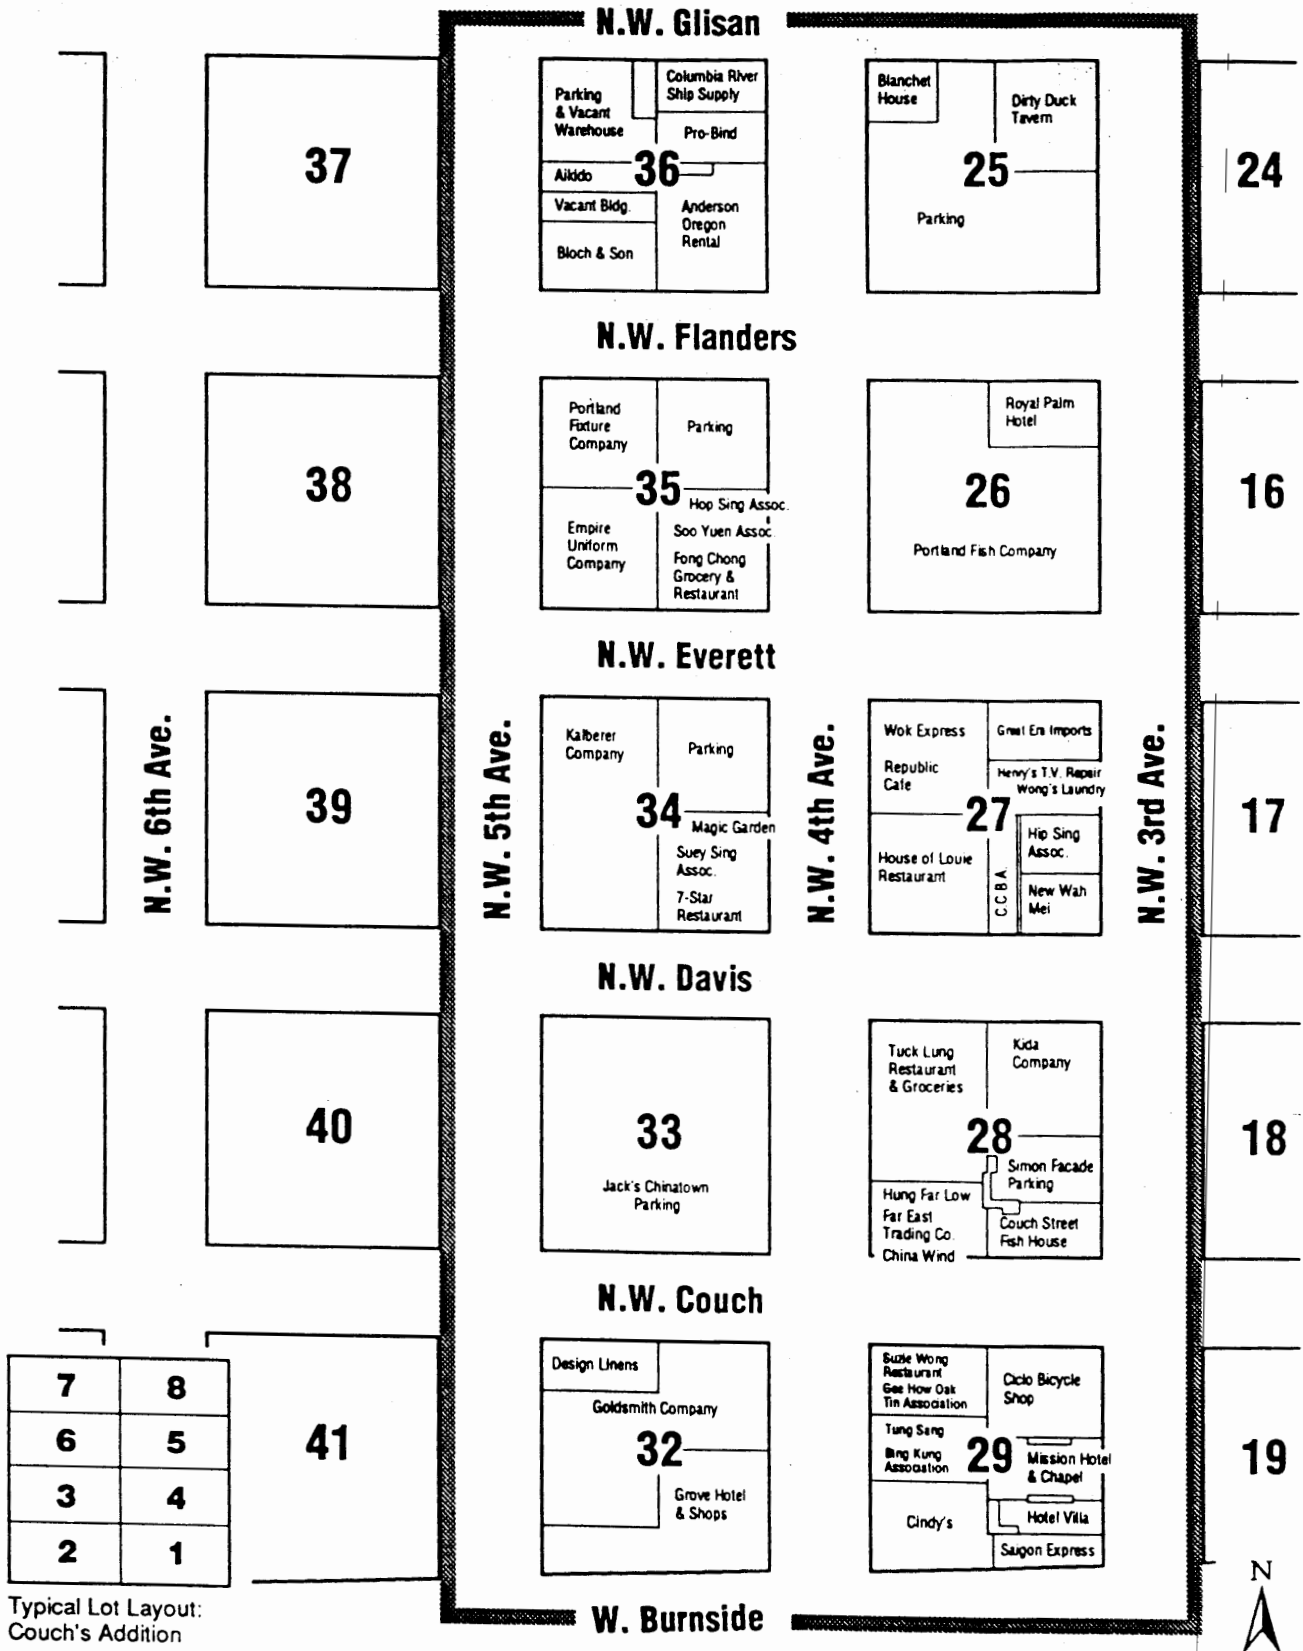 N.W. Glisan
37
Parking
& Vacant
Warehouse
Columbia River
Ship Supply
Pro-Bind
36
Aikido
Vacant Bldg.
Bloch & Son
Anderson
Oregon
Rental
Blanchet
House
Dirty Duck
Tavern
25
Parking
24
N.W. Flanders
38
Portland
Fixture
Company
Parking
35
Empire
Uniform
Company
Hop Sing Assoc.
Soo Yuen Assoc.
Fong Chong
Grocery &
Restaurant
Royal Palm
Hotel
26
Portland Fish Company
16
N.W. Everett
N.W. 6th Ave.
39
N.W. 5th Ave.
Kalberer
Company
Parking
34
Magic Garden
Suey Sing
Assoc.
7-Star
Restaurant
N.W. 4th Ave.
Wok Express
Republic
Cafe
Great Era Imports
Henry's T.V. Repair
Wong's Laundry
27
House of Louie
Restaurant
C.C.B.A.
Hip Sing
Assoc.
New Wah
Mei
N.W. 3rd Ave.
17
N.W. Davis
40
33
Jack's Chinatown
Parking
Tuck Lung
Restaurant
& Groceries
Kida
Company
28
Simon Facade
Parking
Hung Far Low
Far East
Trading Co.
China Wind
Couch Street
Fish House
18
N.W. Couch
41
Design Linens
Goldsmith Company
32
Grove Hotel
& Shops
Suzie Wong
Restaurant
Gee How Oak
Tin Association
Ciclo Bicycle
Shop
Tung Sang
Bing Kung
Association
29
Mission Hotel
& Chapel
Cindy's
Hotel Villa
Saigon Express
19
7 8
6 5
3 4
2 1
Typical Lot Layout:
Couch's Addition
W. Burnside
N